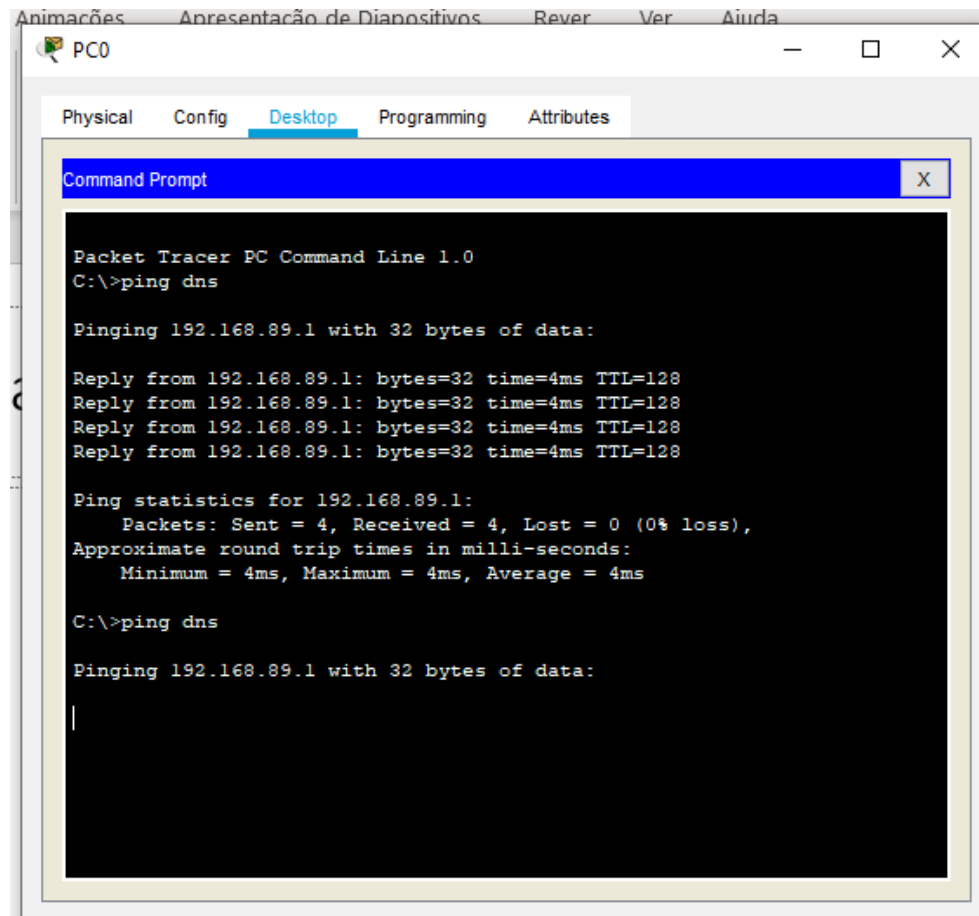 Animações Apresentação de Diapositivos Rever Ver Ajuda
PC0
Physical Config Desktop Programming Attributes
Command Prompt X
Packet Tracer PC Command Line 1.0
C:\>ping dns
Pinging 192.168.89.1 with 32 bytes of data:
Reply from 192.168.89.1: bytes=32 time=4ms TTL=128
Reply from 192.168.89.1: bytes=32 time=4ms TTL=128
Reply from 192.168.89.1: bytes=32 time=4ms TTL=128
Reply from 192.168.89.1: bytes=32 time=4ms TTL=128
Ping statistics for 192.168.89.1:
Packets: Sent = 4, Received = 4, Lost = 0 (0% loss),
Approximate round trip times in milli-seconds:
Minimum = 4ms, Maximum = 4ms, Average = 4ms
C:\>ping dns
Pinging 192.168.89.1 with 32 bytes of data: